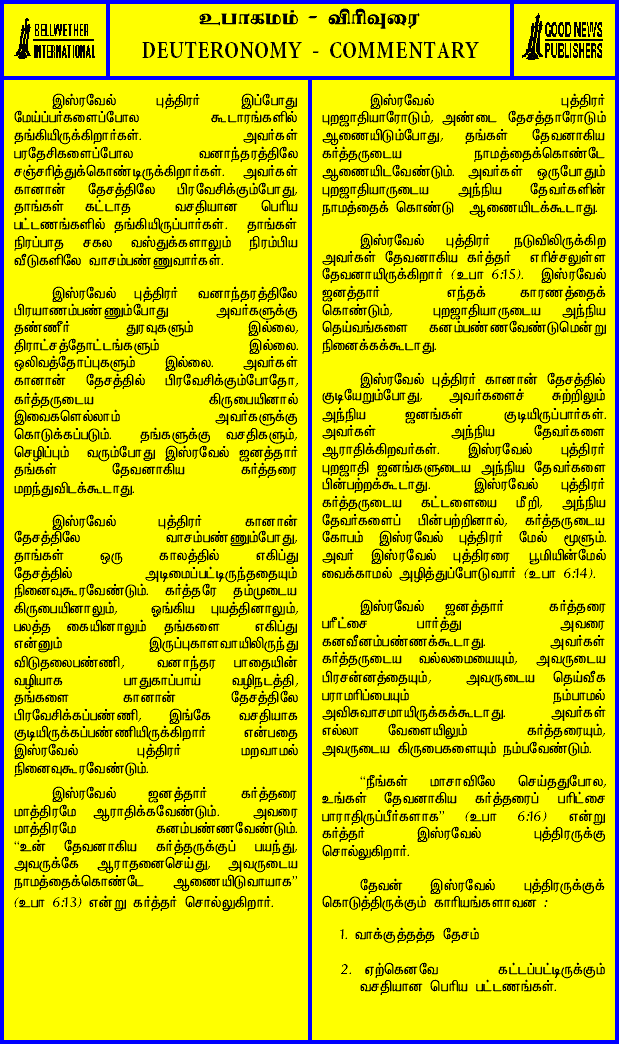 BELLWETHER
INTERNATIONAL
உபாகமம் - விரிவுரை
DEUTERONOMY - COMMENTARY
GOOD NEWS
PUBLISHERS
இஸ்ரவேல் புத்திரர் இப்போது
மேய்ப்பர்களைப்போல கூடாரங்களில்
தங்கியிருக்கிறார்கள். அவர்கள்
பரதேசிகளைப்போல வனாந்தரத்திலே
சஞ்சரித்துக்கொண்டிருக்கிறார்கள். அவர்கள்
கானான் தேசத்திலே பிரவேசிக்கும்போது,
தாங்கள் கட்டாத வசதியான பெரிய
பட்டணங்களில் தங்கியிருப்பார்கள். தாங்கள்
நிரப்பாத சகல வஸ்துக்களாலும் நிரம்பிய
வீடுகளிலே வாசம்பண்ணுவார்கள்.
இஸ்ரவேல் புத்திரர் வனாந்தரத்திலே
பிரயாணம்பண்ணும்போது அவர்களுக்கு
தண்ணீர் துரவுகளும் இல்லை,
திராட்சத்தோட்டங்களும் இல்லை.
ஒலிவத்தோப்புகளும் இல்லை. அவர்கள்
கானான் தேசத்தில் பிரவேசிக்கும்போதோ,
கர்த்தருடைய கிருபையினால்
இவைகளெல்லாம் அவர்களுக்கு
கொடுக்கப்படும். தங்களுக்கு வசதிகளும்,
செழிப்பும் வரும்போது இஸ்ரவேல் ஜனத்தார்
தங்கள் தேவனாகிய கர்த்தரை
மறந்துவிடக்கூடாது.
இஸ்ரவேல் புத்திரர் கானான்
தேசத்திலே வாசம்பண்ணும்போது,
தாங்கள் ஒரு காலத்தில் எகிப்து
தேசத்தில் அடிமைப்பட்டிருந்ததையும்
நினைவுகூரவேண்டும். கர்த்தரே தம்முடைய
கிருபையினாலும், ஓங்கிய புயத்தினாலும்,
பலத்த கையினாலும் தங்களை எகிப்து
என்னும் இருப்புகாளவாயிலிருந்து
விடுதலைபண்ணி, வனாந்தர பாதையின்
வழியாக பாதுகாப்பாய் வழிநடத்தி,
தங்களை கானான் தேசத்திலே
பிரவேசிக்கப்பண்ணி, இங்கே வசதியாக
குடியிருக்கப்பண்ணியிருக்கிறார் என்பதை
இஸ்ரவேல் புத்திரர் மறவாமல்
நினைவுகூரவேண்டும்.
இஸ்ரவேல் ஜனத்தார் கர்த்தரை
மாத்திரமே ஆராதிக்கவேண்டும். அவரை
மாத்திரமே கனம்பண்ணவேண்டும்.
“உன் தேவனாகிய கர்த்தருக்குப் பயந்து,
அவருக்கே ஆராதனைசெய்து, அவருடைய
நாமத்தைக்கொண்டே ஆணையிடுவாயாக”
(உபா 6:13) என்று கர்த்தர் சொல்லுகிறார்.
இஸ்ரவேல் புத்திரர்
புறஜாதியாரோடும், அண்டை தேசத்தாரோடும்
ஆணையிடும்போது, தங்கள் தேவனாகிய
கர்த்தருடைய நாமத்தைக்கொண்டே
ஆணையிடவேண்டும். அவர்கள் ஒருபோதும்
புறஜாதியாருடைய அந்நிய தேவர்களின்
நாமத்தைக் கொண்டு ஆணையிடக்கூடாது.
இஸ்ரவேல் புத்திரர் நடுவிலிருக்கிற
அவர்கள் தேவனாகிய கர்த்தர் எரிச்சலுள்ள
தேவனாயிருக்கிறார் (உபா 6:15). இஸ்ரவேல்
ஜனத்தார் எந்தக் காரணத்தைக்
கொண்டும், புறஜாதியாருடைய அந்நிய
தெய்வங்களை கனம்பண்ணவேண்டுமென்று
நினைக்கக்கூடாது.
இஸ்ரவேல் புத்திரர் கானான் தேசத்தில்
குடியேறும்போது, அவர்களைச் சுற்றிலும்
அந்நிய ஜனங்கள் குடியிருப்பார்கள்.
அவர்கள் அந்நிய தேவர்களை
ஆராதிக்கிறவர்கள். இஸ்ரவேல் புத்திரர்
புறஜாதி ஜனங்களுடைய அந்நிய தேவர்களை
பின்பற்றக்கூடாது. இஸ்ரவேல் புத்திரர்
கர்த்தருடைய கட்டளையை மீறி, அந்நிய
தேவர்களைப் பின்பற்றினால், கர்த்தருடைய
கோபம் இஸ்ரவேல் புத்திரர் மேல் மூளும்.
அவர் இஸ்ரவேல் புத்திரரை பூமியின்மேல்
வைக்காமல் அழித்துப்போடுவார் (உபா 6:14).
இஸ்ரவேல் ஜனத்தார் கர்த்தரை
பரீட்சை பார்த்து அவரை
கனவீனம்பண்ணக்கூடாது. அவர்கள்
கர்த்தருடைய வல்லமையையும், அவருடைய
பிரசன்னத்தையும், அவருடைய தெய்வீக
பராமரிப்பையும் நம்பாமல்
அவிசுவாசமாயிருக்கக்கூடாது. அவர்கள்
எல்லா வேளையிலும் கர்த்தரையும்,
அவருடைய கிருபைகளையும் நம்பவேண்டும்.
“நீங்கள் மாசாவிலே செய்ததுபோல,
உங்கள் தேவனாகிய கர்த்தரைப் பரிட்சை
பாராதிருப்பீர்களாக” (உபா 6:16) என்று
கர்த்தர் இஸ்ரவேல் புத்திரருக்கு
சொல்லுகிறார்.
தேவன் இஸ்ரவேல் புத்திரருக்குக்
கொடுத்திருக்கும் காரியங்களாவன :
1. வாக்குத்தத்த தேசம்
2. ஏற்கெனவே கட்டப்பட்டிருக்கும்
வசதியான பெரிய பட்டணங்கள்.